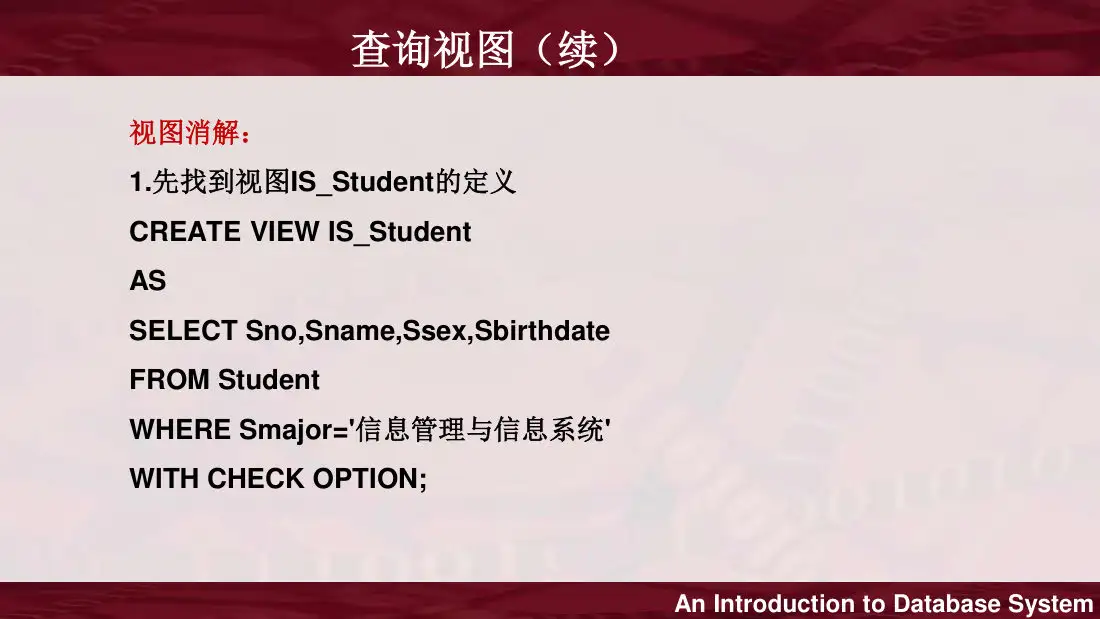 查询视图（续）
视图消解：
1.先找到视图IS_Student的定义
CREATE VIEW IS_Student
AS
SELECT Sno,Sname,Ssex,Sbirthdate
FROM Student
WHERE Smajor='信息管理与信息系统'
WITH CHECK OPTION;
An Introduction to Database System